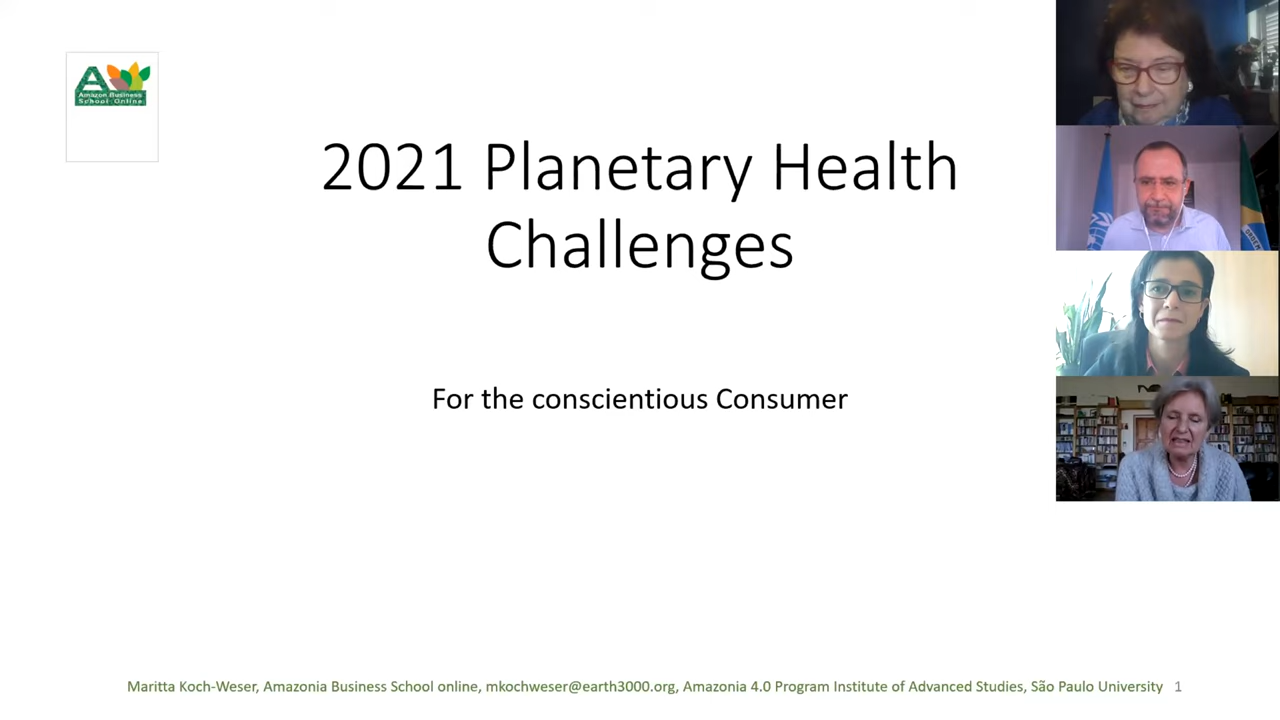 Amazon Business
School Online
2021 Planetary Health
Challenges
For the conscientious Consumer
Maritta Koch-Weser, Amazonia Business School online, mkochweser@earth3000.org, Amazonia 4.0 Program Institute of Advanced Studies, São Paulo University 1